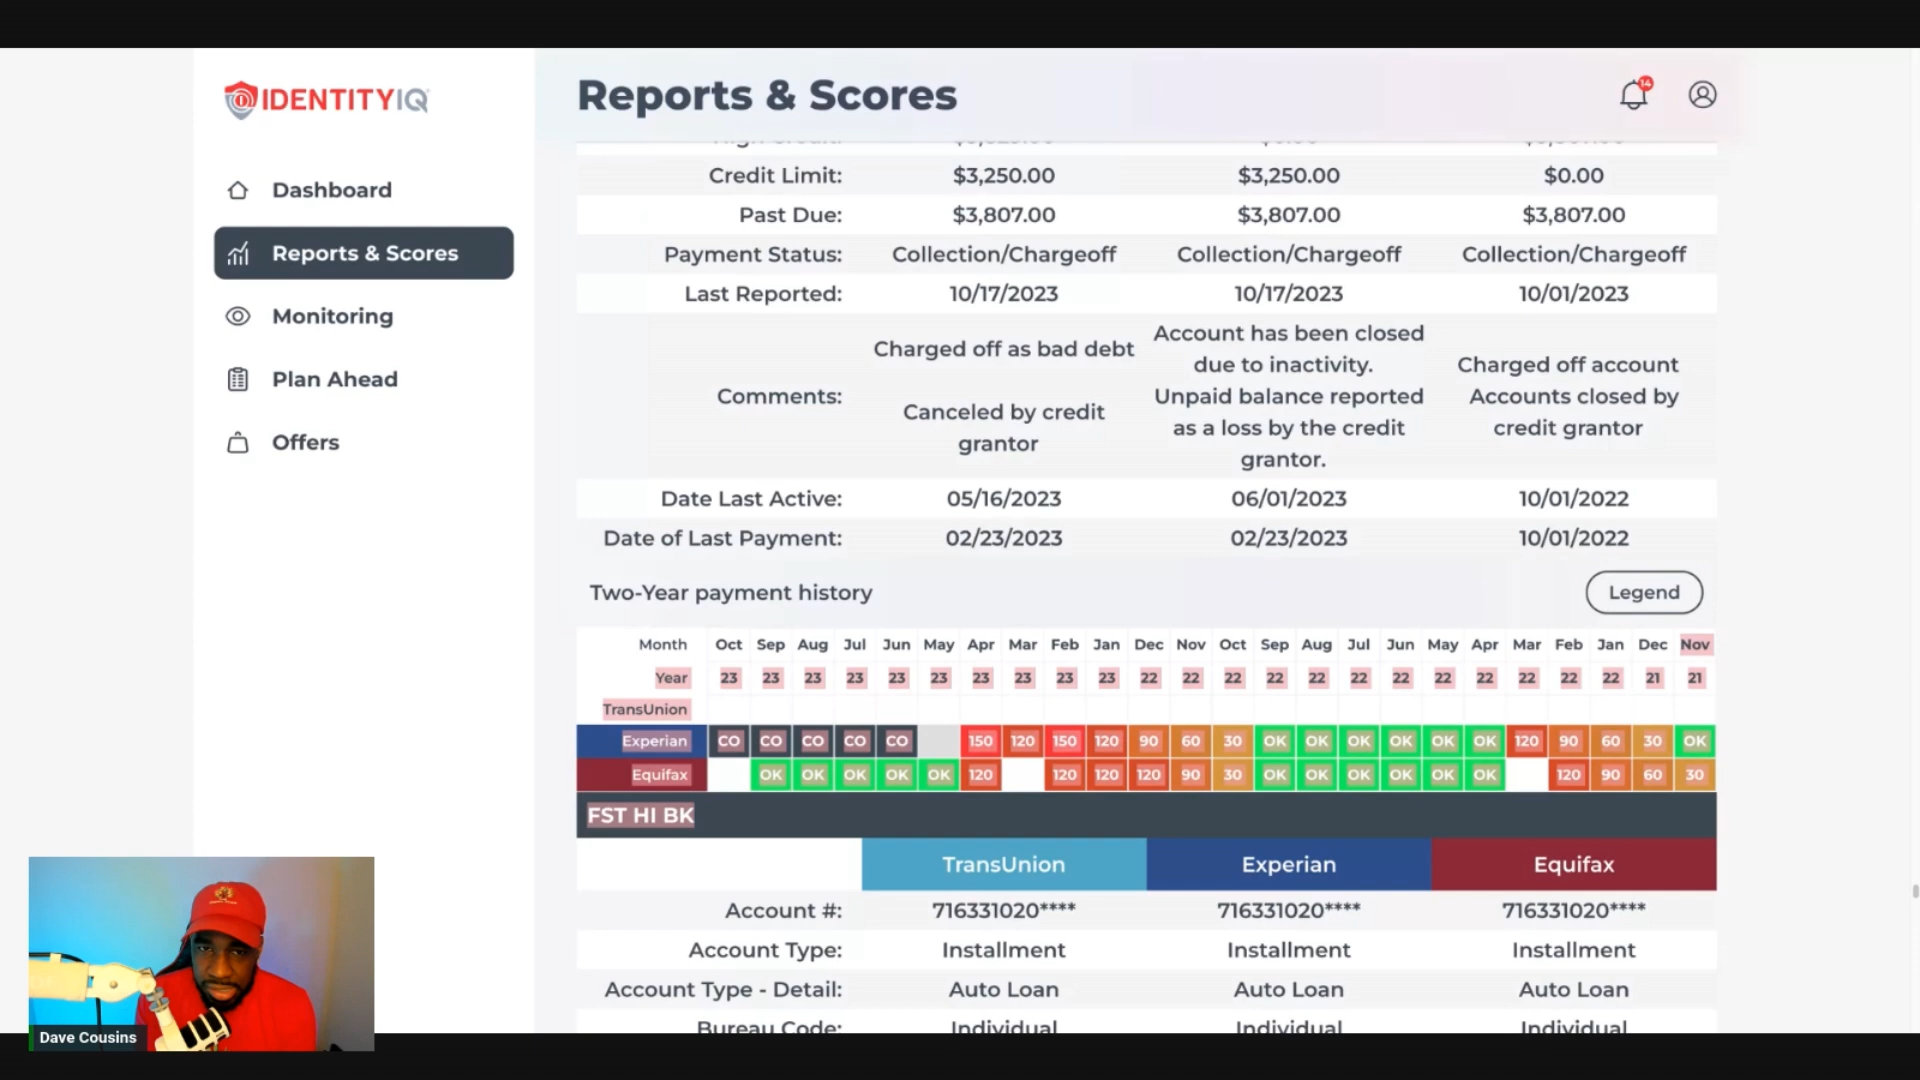 IDENTITYIQ
Reports & Scores
14
Dashboard
Reports & Scores
Monitoring
Plan Ahead
Offers
Credit Limit: $3,250.00 $3,250.00 $0.00
Past Due: $3,807.00 $3,807.00 $3,807.00
Payment Status: Collection/Chargeoff Collection/Chargeoff Collection/Chargeoff
Last Reported: 10/17/2023 10/17/2023 10/01/2023
Comments:
Charged off as bad debt
Canceled by credit
grantor
Account has been closed
due to inactivity.
Unpaid balance reported
as a loss by the credit
grantor.
Charged off account
Accounts closed by
credit grantor
Date Last Active: 05/16/2023 06/01/2023 10/01/2022
Date of Last Payment: 02/23/2023 02/23/2023 10/01/2022
Two-Year payment history
Legend
Month Oct Sep Aug Jul Jun May Apr Mar Feb Jan Dec Nov Oct Sep Aug Jul Jun May Apr Mar Feb Jan Dec Nov
Year 23 23 23 23 23 23 23 23 23 23 22 22 22 22 22 22 22 22 22 22 22 22 21 21
TransUnion
Experian CO CO CO CO CO 150 120 150 120 90 60 30 OK OK OK OK OK OK 120 90 60 30 OK
Equifax OK OK OK OK OK 120 120 120 120 90 30 OK OK OK OK OK OK 120 90 60 30
FST HI BK
TransUnion Experian Equifax
Account #: 716331020**** 716331020**** 716331020****
Account Type: Installment Installment Installment
Account Type - Detail: Auto Loan Auto Loan Auto Loan
Bureau Code: Individual Individual Individual
Dave Cousins